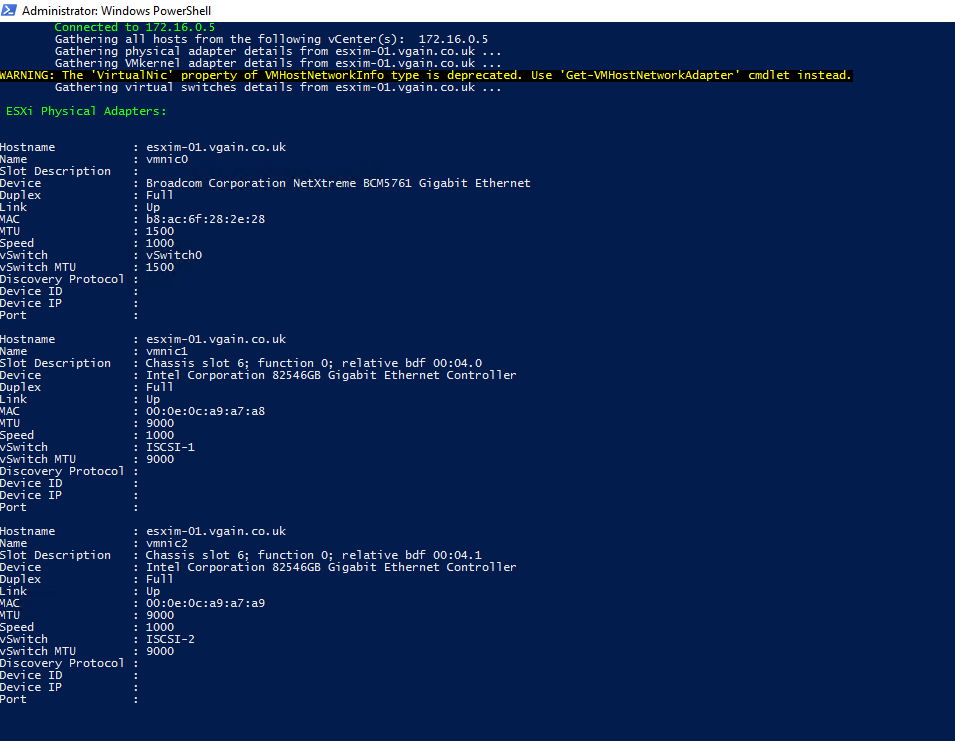 Administrator: Windows PowerShell
Connected to 172.16.0.5
Gathering all hosts from the following vCenter(s):  172.16.0.5
Gathering physical adapter details from esxim-01.vgain.co.uk ...
Gathering VMkernel adapter details from esxim-01.vgain.co.uk ...
WARNING: The 'VirtualNic' property of VMHostNetworkInfo type is deprecated. Use 'Get-VMHostNetworkAdapter' cmdlet instead.
Gathering virtual switches details from esxim-01.vgain.co.uk ...
ESXi Physical Adapters:
Hostname           : esxim-01.vgain.co.uk
Name               : vmnic0
Slot Description   :
Device             : Broadcom Corporation NetXtreme BCM5761 Gigabit Ethernet
Duplex             : Full
Link               : Up
MAC                : b8:ac:6f:28:2e:28
MTU                : 1500
Speed              : 1000
vSwitch            : vSwitch0
vSwitch MTU        : 1500
Discovery Protocol :
Device ID          :
Device IP          :
Port               :
Hostname           : esxim-01.vgain.co.uk
Name               : vmnic1
Slot Description   : Chassis slot 6; function 0; relative bdf 00:04.0
Device             : Intel Corporation 82546GB Gigabit Ethernet Controller
Duplex             : Full
Link               : Up
MAC                : 00:0e:0c:a9:a7:a8
MTU                : 9000
Speed              : 1000
vSwitch            : ISCSI-1
vSwitch MTU        : 9000
Discovery Protocol :
Device ID          :
Device IP          :
Port               :
Hostname           : esxim-01.vgain.co.uk
Name               : vmnic2
Slot Description   : Chassis slot 6; function 0; relative bdf 00:04.1
Device             : Intel Corporation 82546GB Gigabit Ethernet Controller
Duplex             : Full
Link               : Up
MAC                : 00:0e:0c:a9:a7:a9
MTU                : 9000
Speed              : 1000
vSwitch            : ISCSI-2
vSwitch MTU        : 9000
Discovery Protocol :
Device ID          :
Device IP          :
Port               :